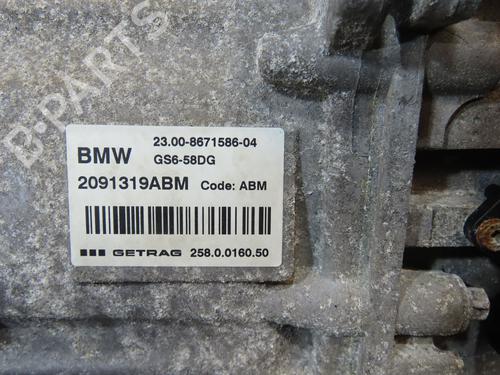 B-PARTS
23.00-8671586-04
BMW GS6-58DG
2091319ABM Code: ABM
GETRAG 258.0.0160.50